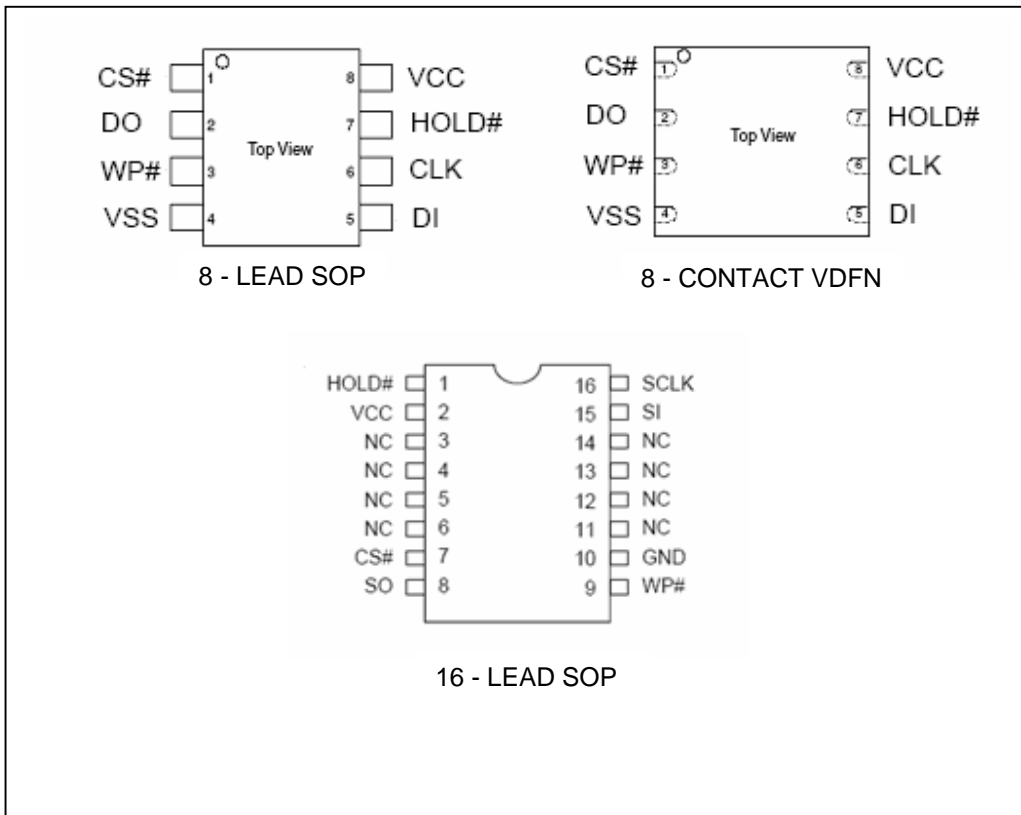 CS# 1 8 VCC
DO 2 7 HOLD#
Top View
WP# 3 6 CLK
VSS 4 5 DI
8 - LEAD SOP
CS# 1 8 VCC
DO 2 7 HOLD#
Top View
WP# 3 6 CLK
VSS 4 5 DI
8 - CONTACT VDFN
HOLD# 1 16 SCLK
VCC 2 15 SI
NC 3 14 NC
NC 4 13 NC
NC 5 12 NC
NC 6 11 NC
CS# 7 10 GND
SO 8 9 WP#
16 - LEAD SOP